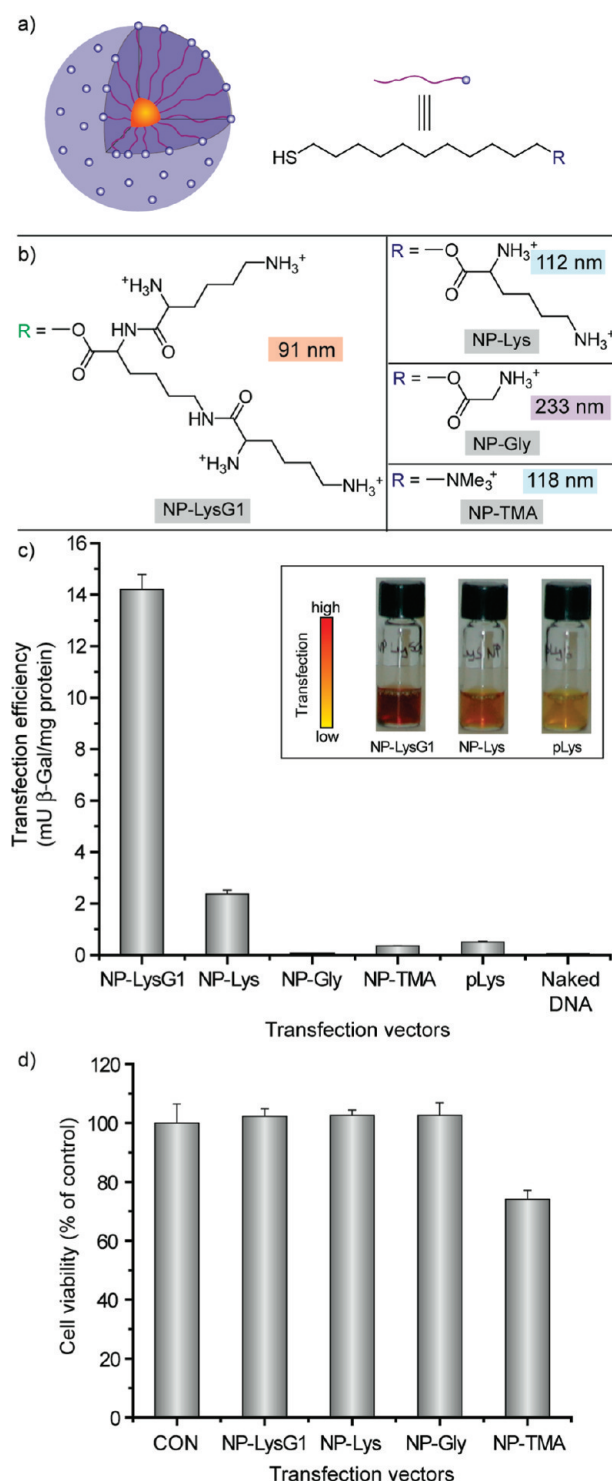 a)
HS
R
b)
+H3N
NH3+
R = —O
HN
O
O
91 nm
HN
O
+H3N
NH3+
NP-LysG1
R = —O
NH3+
112 nm
O
NH3+
NP-Lys
R = —O
NH3+
O
233 nm
NP-Gly
R = —NMe3+
118 nm
NP-TMA
c)
Transfection efficiency
(mU β-Gal/mg protein)
16
14
12
10
8
6
4
2
0
high
Transfection
low
NP-LysG1
NP-Lys
pLys
NP-LysG1
NP-Lys
NP-Gly
NP-TMA
pLys
Naked
DNA
Transfection vectors
d)
Cell viability (% of control)
140
120
100
80
60
40
20
0
CON
NP-LysG1
NP-Lys
NP-Gly
NP-TMA
Transfection vectors